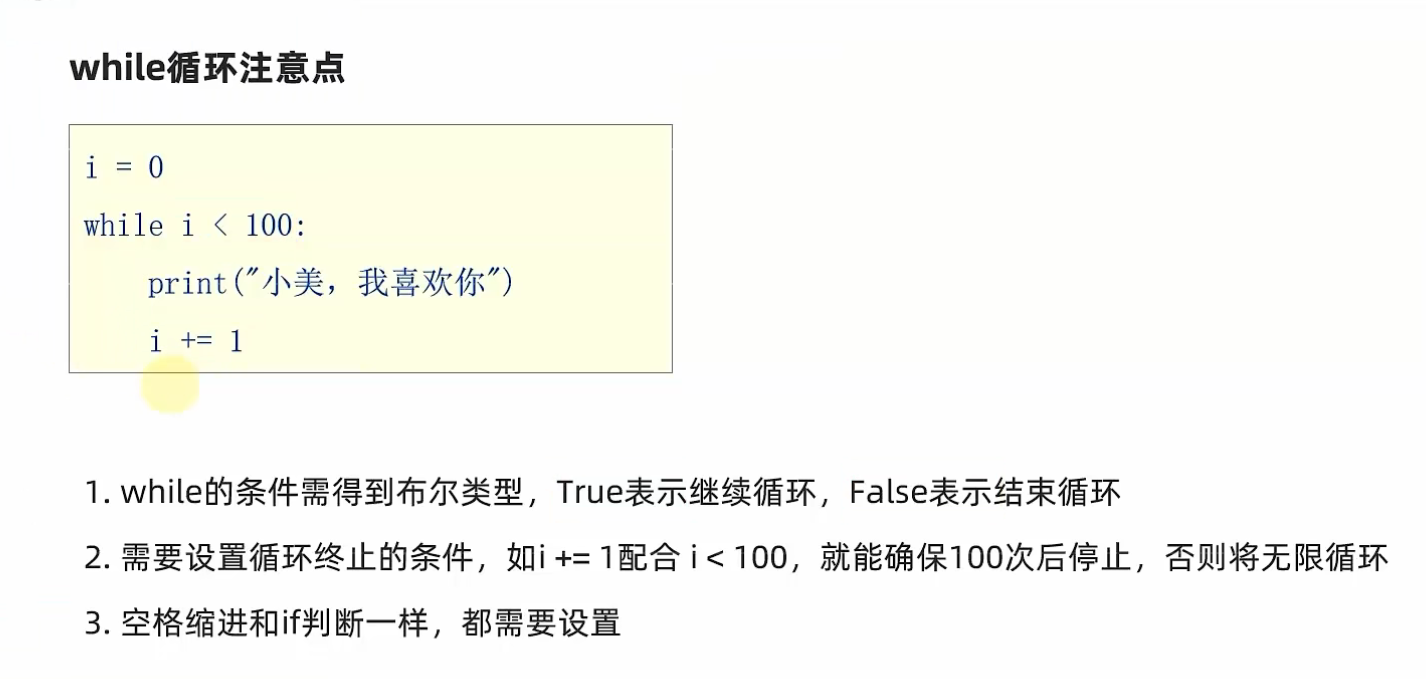 while循环注意点
i = 0
while i < 100:
    print("小美，我喜欢你")
    i += 1
1. while的条件需得到布尔类型，True表示继续循环，False表示结束循环
2. 需要设置循环终止的条件，如i += 1配合 i < 100，就能确保100次后停止，否则将无限循环
3. 空格缩进和if判断一样，都需要设置